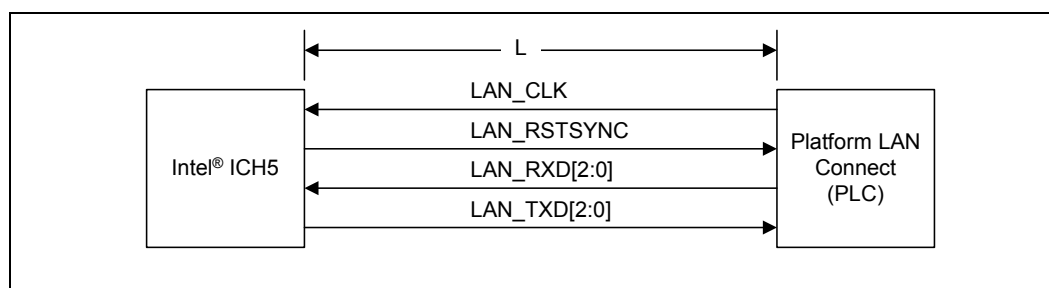 L
LAN_CLK
LAN_RSTSYNC
Intel® ICH5
LAN_RXD[2:0]
LAN_TXD[2:0]
Platform LAN
Connect
(PLC)